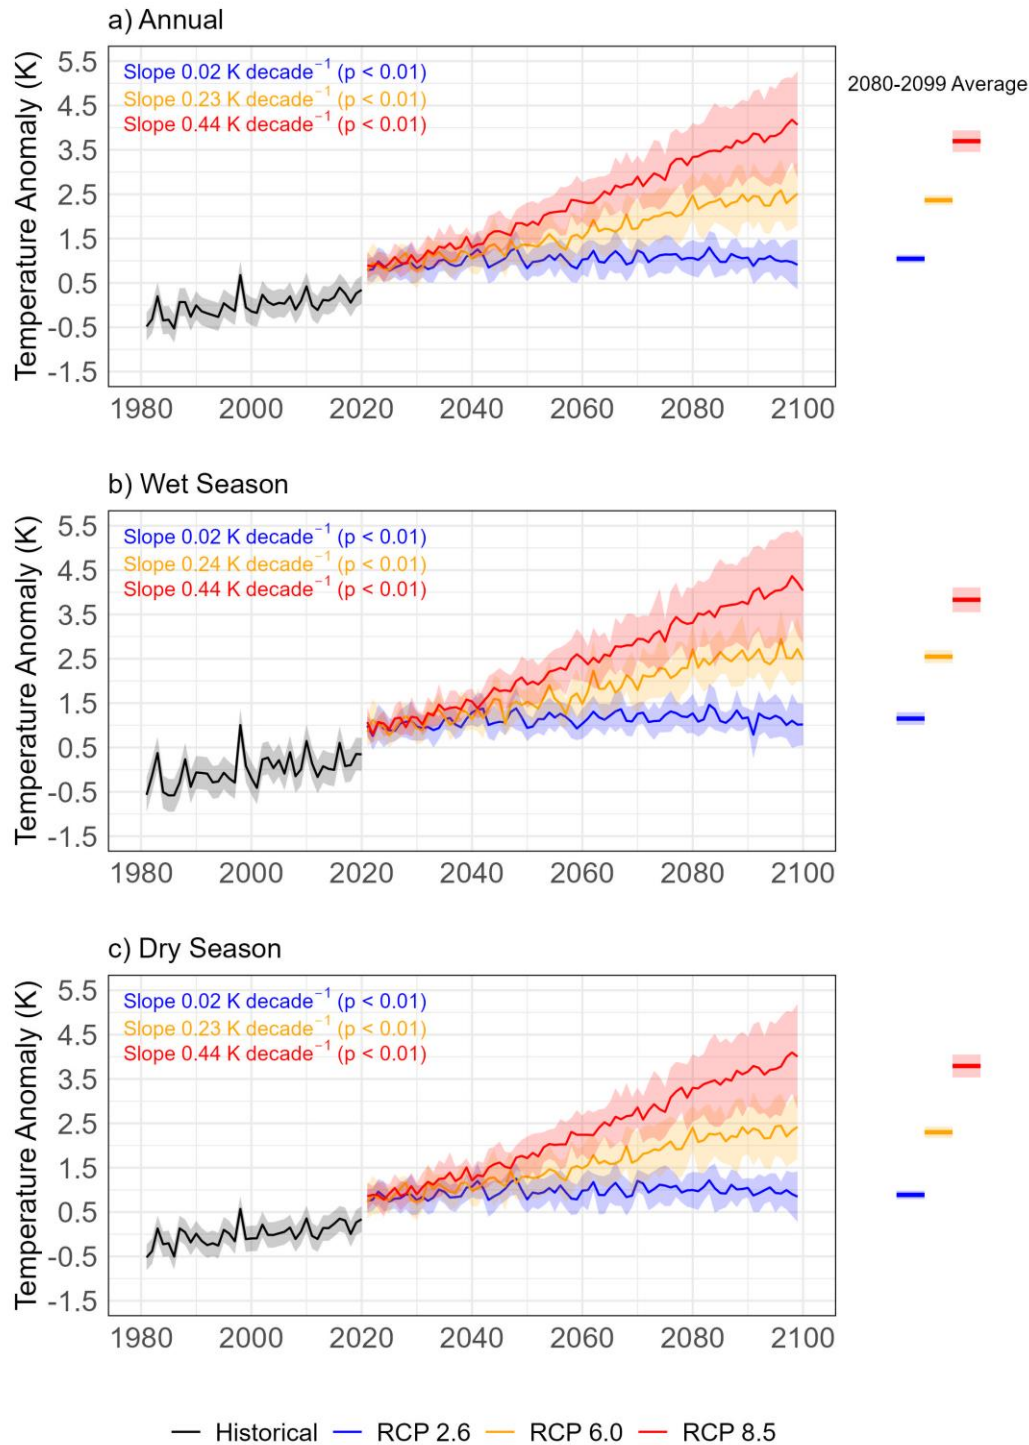 a) Annual
Temperature Anomaly (K)
5.5
4.5
3.5
2.5
1.5
0.5
-0.5
-1.5
Slope 0.02 K decade⁻¹ (p < 0.01)
Slope 0.23 K decade⁻¹ (p < 0.01)
Slope 0.44 K decade⁻¹ (p < 0.01)
1980 2000 2020 2040 2060 2080 2100
2080-2099 Average
b) Wet Season
Temperature Anomaly (K)
5.5
4.5
3.5
2.5
1.5
0.5
-0.5
-1.5
Slope 0.02 K decade⁻¹ (p < 0.01)
Slope 0.24 K decade⁻¹ (p < 0.01)
Slope 0.44 K decade⁻¹ (p < 0.01)
1980 2000 2020 2040 2060 2080 2100
c) Dry Season
Temperature Anomaly (K)
5.5
4.5
3.5
2.5
1.5
0.5
-0.5
-1.5
Slope 0.02 K decade⁻¹ (p < 0.01)
Slope 0.23 K decade⁻¹ (p < 0.01)
Slope 0.44 K decade⁻¹ (p < 0.01)
1980 2000 2020 2040 2060 2080 2100
Historical RCP 2.6 RCP 6.0 RCP 8.5